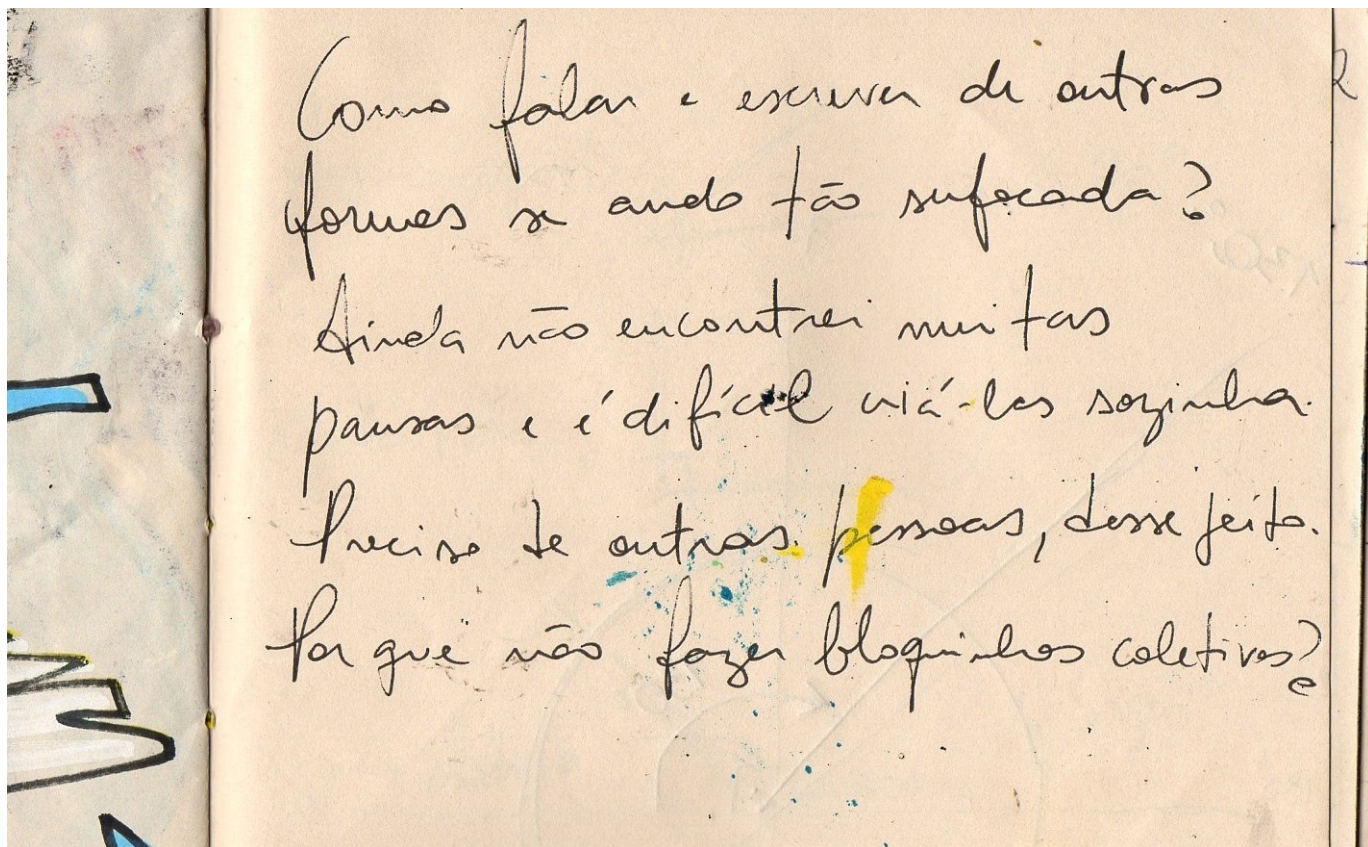 Como falar e escrever de outras
formas se ando tão sufocada?
Ainda não encontrei muitas
pausas e é difícil criá-las sozinha.
Preciso de outras pessoas, desse jeito.
Por que não fazer bloquinhos coletivos?